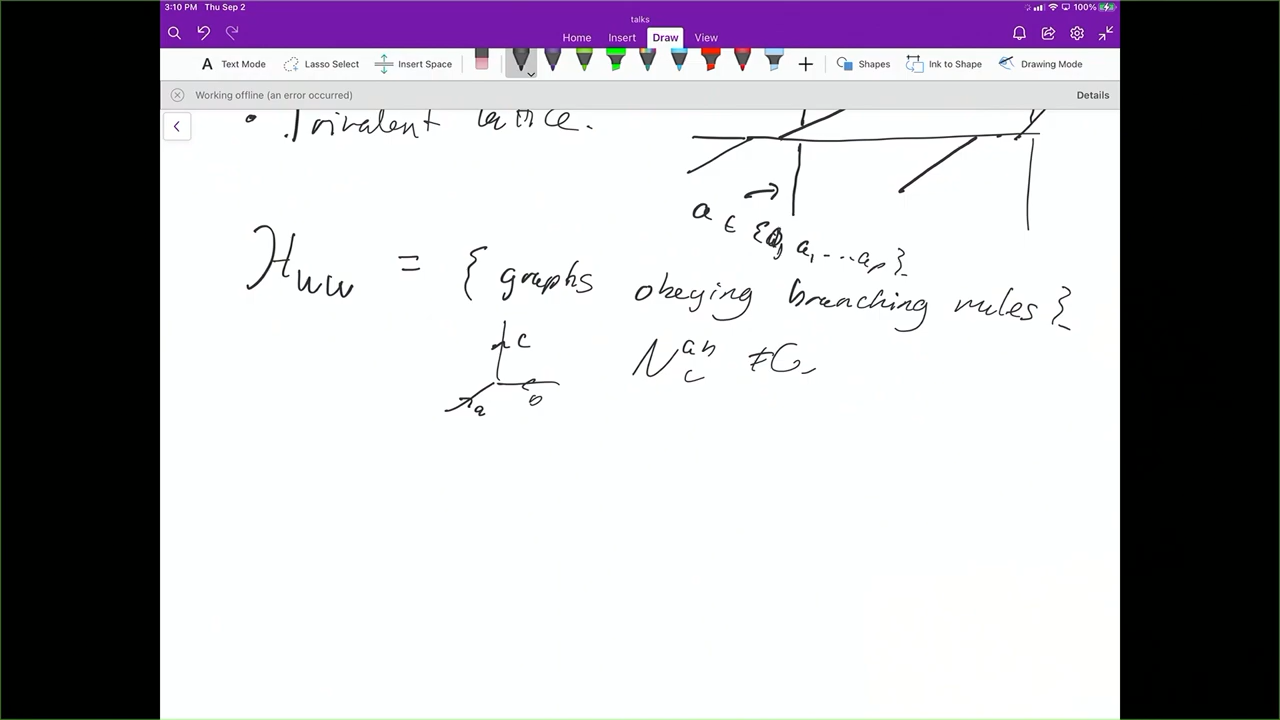 3:10 PM Thu Sep 2
100%
talks
Home Insert Draw View
Text Mode Lasso Select Insert Space Shapes Ink to Shape Drawing Mode
Working offline (an error occurred) Details
• Trivalent lattice.
a ∈ {0, a₁ ... aₚ}
H_WW = { graphs obeying branching rules }
c
a b
N^{ab}_c ≠ 0,